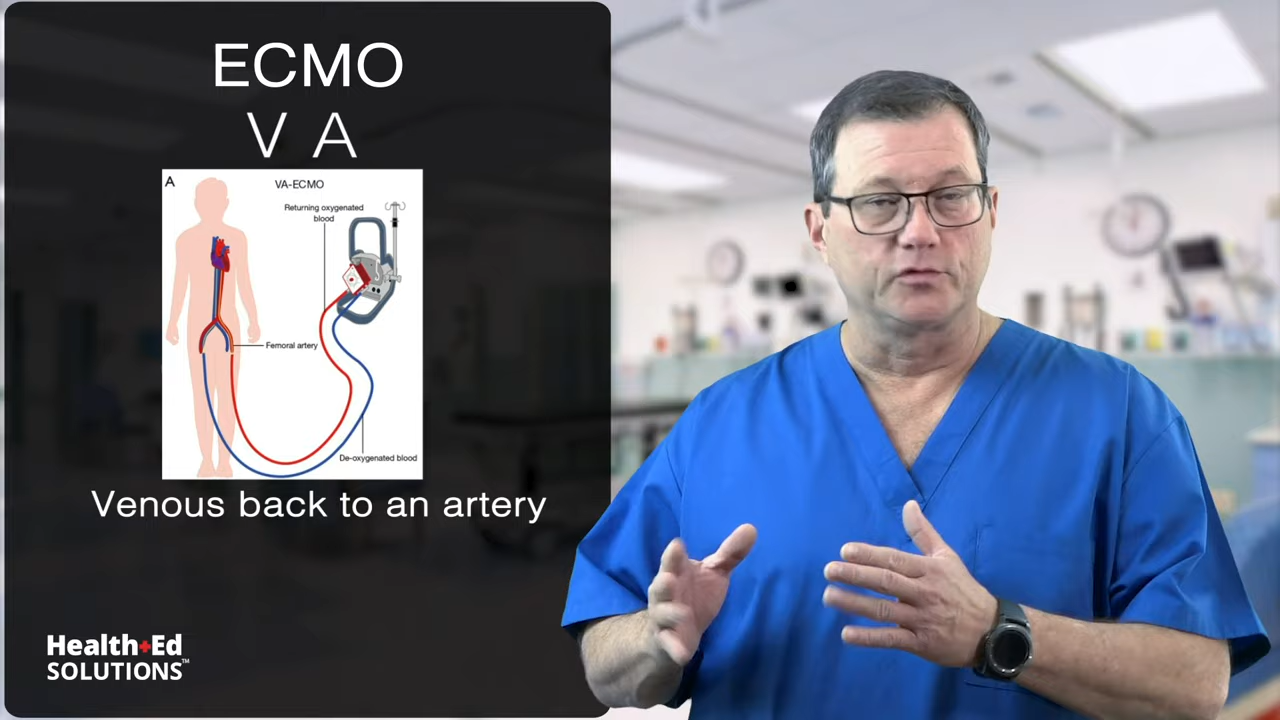 ECMO
V A
A
VA-ECMO
Returning oxygenated
blood
Femoral artery
De-oxygenated blood
Venous back to an artery
Health+Ed
SOLUTIONS™